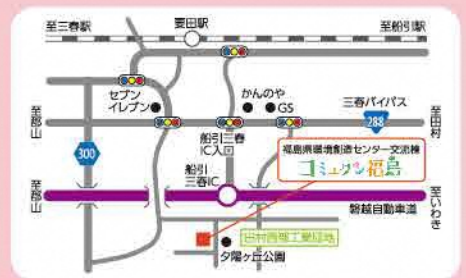 至三春駅
要田駅
至船引駅
セブン
イレブン
かんのや
GS
三春バイパス
288
至郡山
至田村
300
船引三春
IC入口
福島県環境創造センター交流棟
コミュタン福島
船引
三春IC
至郡山
至いわき
磐越自動車道
田村西部工業団地
夕陽ヶ丘公園